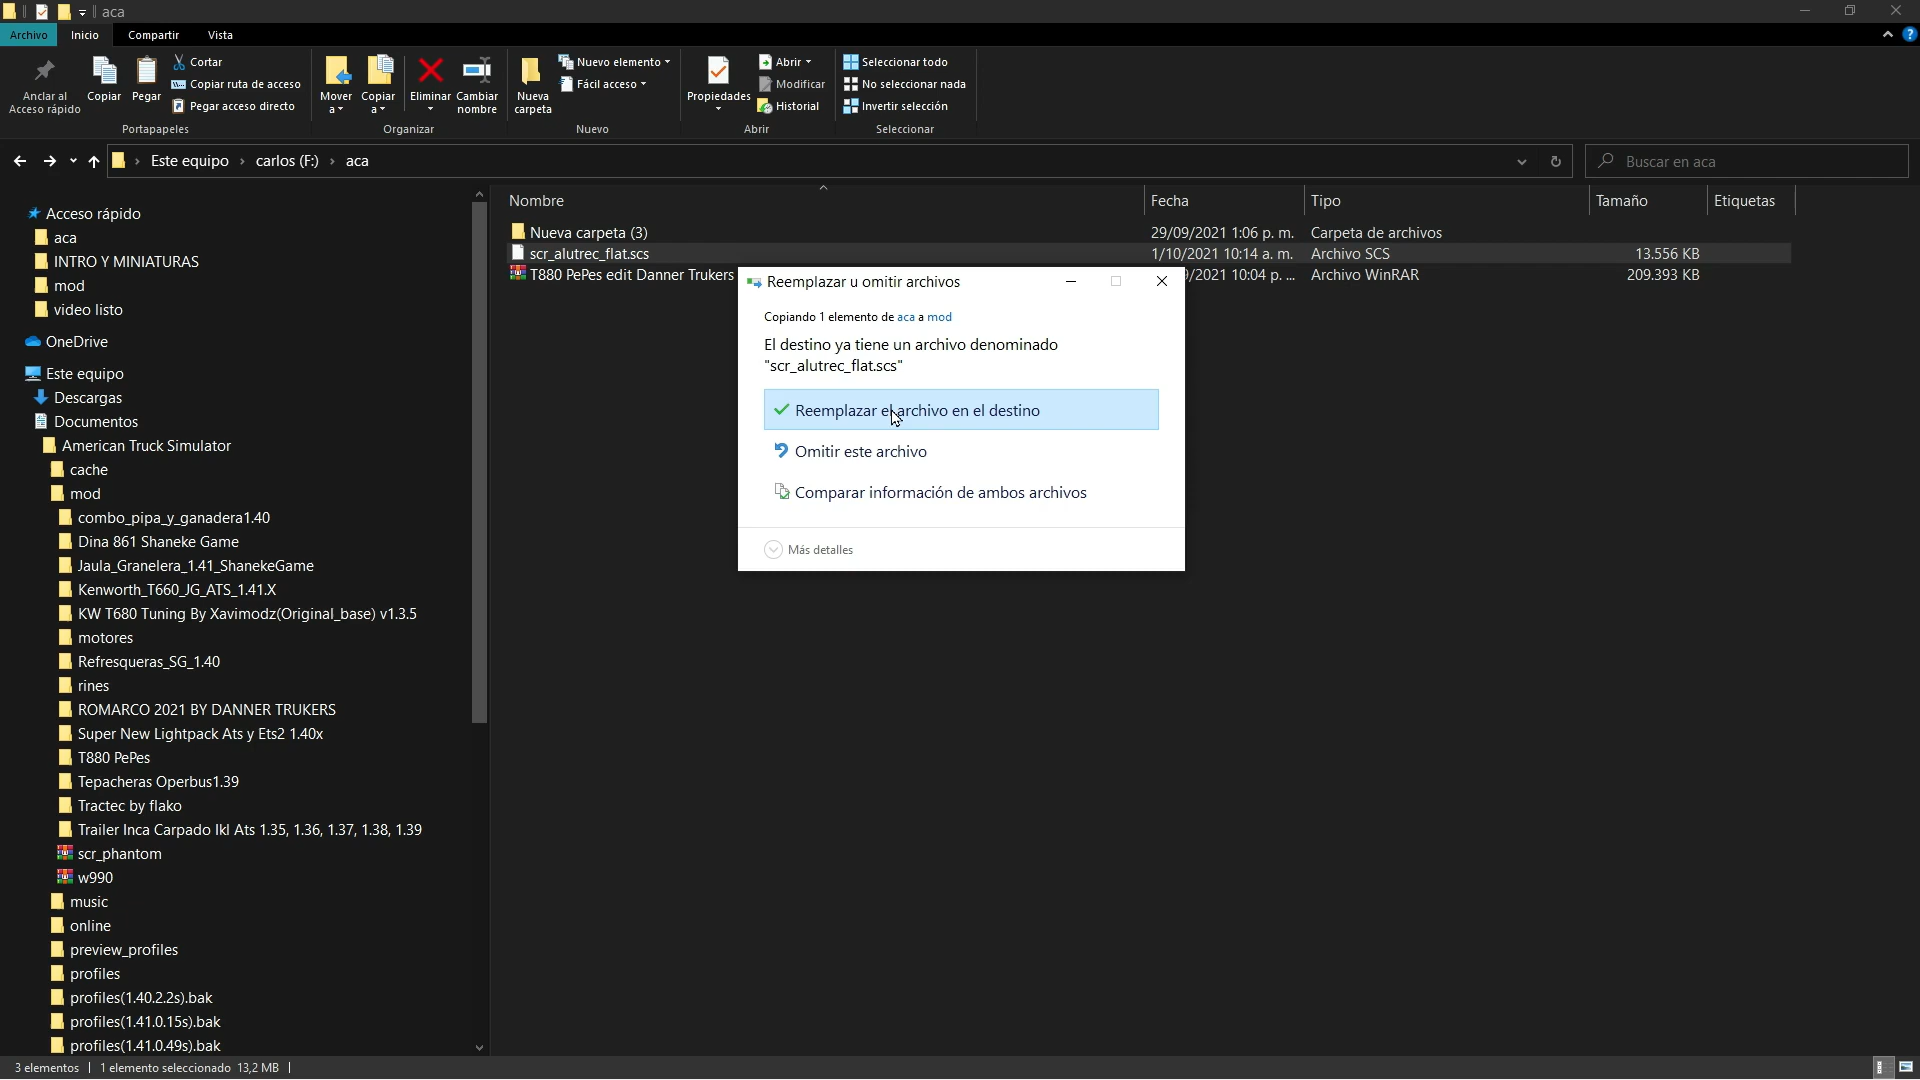 aca
Archivo
Inicio
Compartir
Vista
Anclar al
Acceso rápido
Copiar
Pegar
Cortar
Copiar ruta de acceso
Pegar acceso directo
Portapapeles
Mover
a
Copiar
a
Eliminar
Cambiar
nombre
Organizar
Nueva
carpeta
Nuevo elemento
Fácil acceso
Nuevo
Propiedades
Abrir
Modificar
Historial
Abrir
Seleccionar todo
No seleccionar nada
Invertir selección
Seleccionar
Este equipo › carlos (F:) › aca
Buscar en aca
Nombre Fecha Tipo Tamaño Etiquetas
Nueva carpeta (3) 29/09/2021 1:06 p. m. Carpeta de archivos
scr_alutrec_flat.scs 1/10/2021 10:14 a. m. Archivo SCS 13.556 KB
T880 PePes edit Danner Trukers /2021 10:04 p. ... Archivo WinRAR 209.393 KB
Acceso rápido
aca
INTRO Y MINIATURAS
mod
video listo
OneDrive
Este equipo
Descargas
Documentos
American Truck Simulator
cache
mod
combo_pipa_y_ganadera1.40
Dina 861 Shaneke Game
Jaula_Granelera_1.41_ShanekeGame
Kenworth_T660_JG_ATS_1.41.X
KW T680 Tuning By Xavimodz(Original_base) v1.3.5
motores
Refresqueras_SG_1.40
rines
ROMARCO 2021 BY DANNER TRUKERS
Super New Lightpack Ats y Ets2 1.40x
T880 PePes
Tepacheras Operbus1.39
Tractec by flako
Trailer Inca Carpado Ikl Ats 1.35, 1.36, 1.37, 1.38, 1.39
scr_phantom
w990
music
online
preview_profiles
profiles
profiles(1.40.2.2s).bak
profiles(1.41.0.15s).bak
profiles(1.41.0.49s).bak
Reemplazar u omitir archivos
Copiando 1 elemento de aca a mod
El destino ya tiene un archivo denominado
"scr_alutrec_flat.scs"
Reemplazar el archivo en el destino
Omitir este archivo
Comparar información de ambos archivos
Más detalles
3 elementos 1 elemento seleccionado 13,2 MB